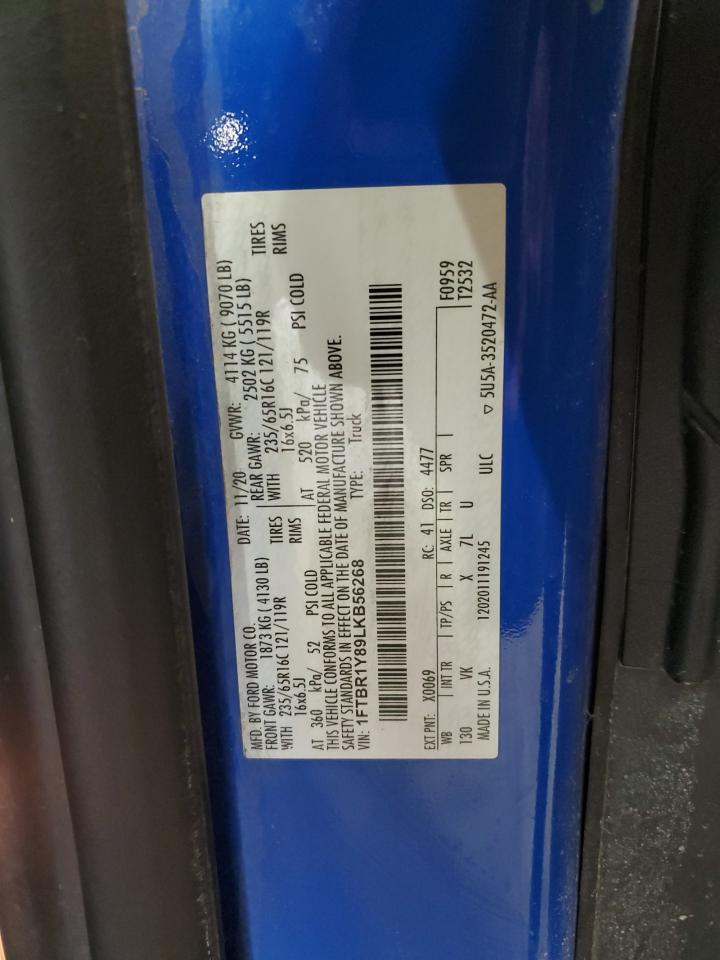 MFD. BY FORD MOTOR CO. DATE: 11/20 GVWR: 4114 KG ( 9070 LB)
FRONT GAWR: 1873 KG ( 4130 LB) REAR GAWR: 2502 KG ( 5515 LB)
WITH 235/65R16C 121/119R TIRES WITH 235/65R16C 121/119R TIRES
16x6.5J RIMS 16x6.5J RIMS
AT 360 kPa/ 52 PSI COLD AT 520 kPa/ 75 PSI COLD
THIS VEHICLE CONFORMS TO ALL APPLICABLE FEDERAL MOTOR VEHICLE
SAFETY STANDARDS IN EFFECT ON THE DATE OF MANUFACTURE SHOWN ABOVE.
VIN: 1FTBR1Y89LKB56268 TYPE: Truck
EXT PNT: X0069 RC: 41 DSO: 4477 F0959
WB INT TR TP/PS R AXLE TR SPR T2532
130 VK X 7L U
MADE IN U.S.A. 1202011191245 ULC ▽ 5U5A-3520472-AA